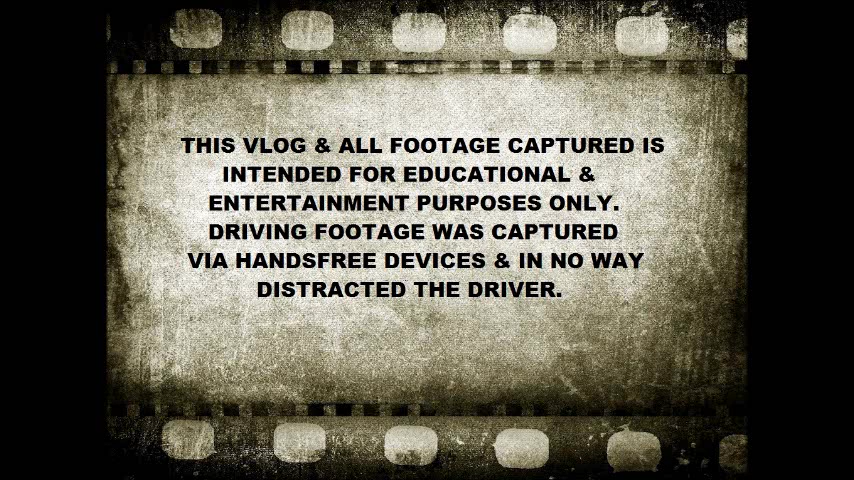 THIS VLOG & ALL FOOTAGE CAPTURED IS
INTENDED FOR EDUCATIONAL &
ENTERTAINMENT PURPOSES ONLY.
DRIVING FOOTAGE WAS CAPTURED
VIA HANDSFREE DEVICES & IN NO WAY
DISTRACTED THE DRIVER.